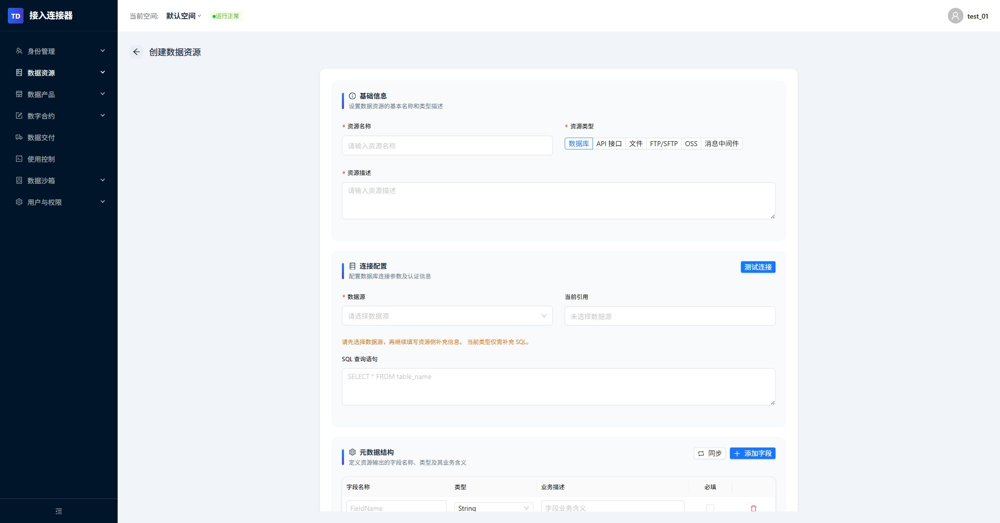 TD 接入连接器
当前空间: 默认空间 运行正常
test_01
身份管理
数据资源
数据产品
数字合约
数据交付
使用控制
数据沙箱
用户与权限
创建数据资源
基础信息
设置数据资源的基本名称和类型描述
* 资源名称
请输入资源名称
* 资源类型
数据库 API 接口 文件 FTP/SFTP OSS 消息中间件
* 资源描述
请输入资源描述
连接配置
配置数据库连接参数及认证信息
测试连接
* 数据源
请选择数据源
当前引用
未选择数据源
请先选择数据源，再继续填写资源侧补充信息。 当前类型仅需补充 SQL。
SQL 查询语句
SELECT * FROM table_name
元数据结构
定义资源输出的字段名称、类型及其业务含义
同步 添加字段
字段名称 类型 业务描述 必填
FieldName String 字段业务含义